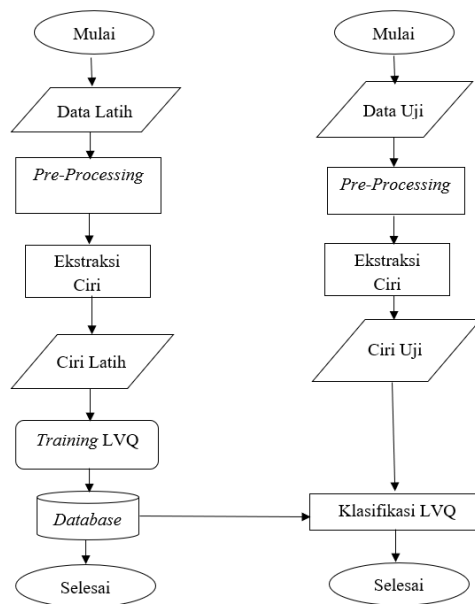 Mulai
Data Latih
Pre-Processing
Ekstraksi
Ciri
Ciri Latih
Training LVQ
Database
Selesai
Mulai
Data Uji
Pre-Processing
Ekstraksi
Ciri
Ciri Uji
Klasifikasi LVQ
Selesai